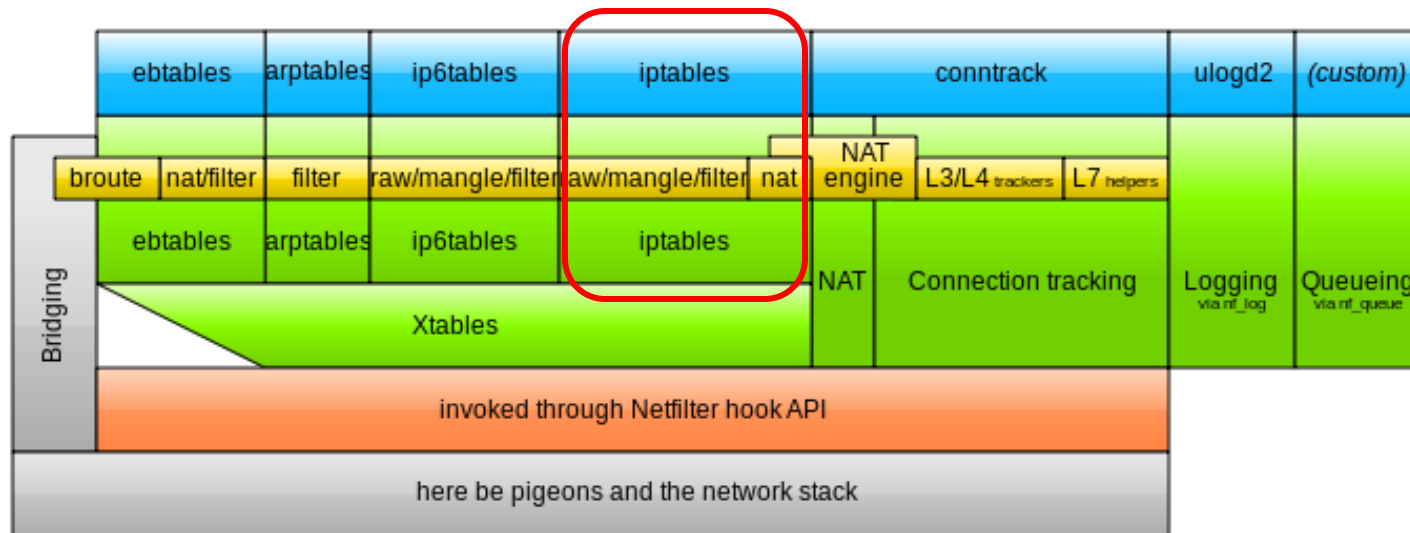 ebtables
arptables
ip6tables
iptables
conntrack
ulogd2
(custom)
broute
nat/filter
filter
raw/mangle/filter
aw/mangle/filter
nat
NAT
engine
L3/L4 trackers
L7 helpers
ebtables
arptables
ip6tables
iptables
Bridging
Xtables
NAT
Connection tracking
Logging
via nf_log
Queueing
via nf_queue
invoked through Netfilter hook API
here be pigeons and the network stack